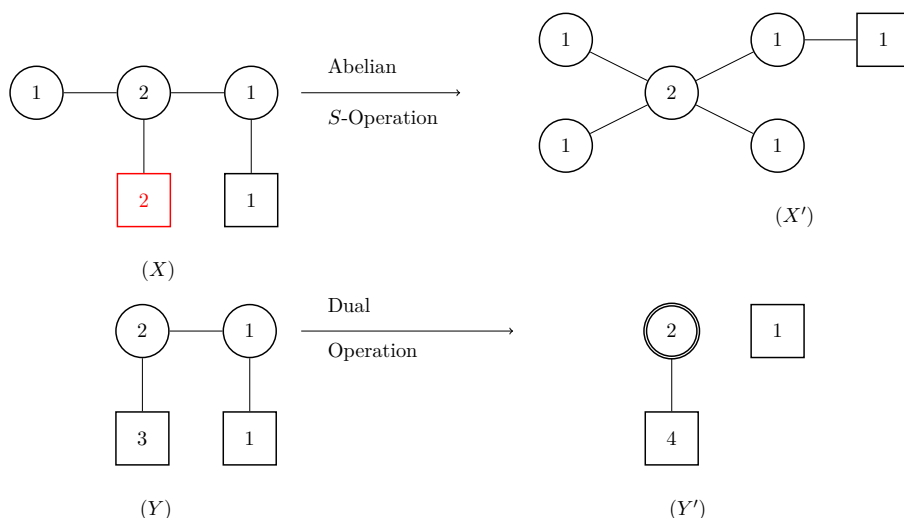 1 2 1 2 1
(X)
Abelian
S-Operation
1 1 1 2 1 1
(X′)
2 1 3 1
(Y)
Dual
Operation
2 1 4
(Y′)